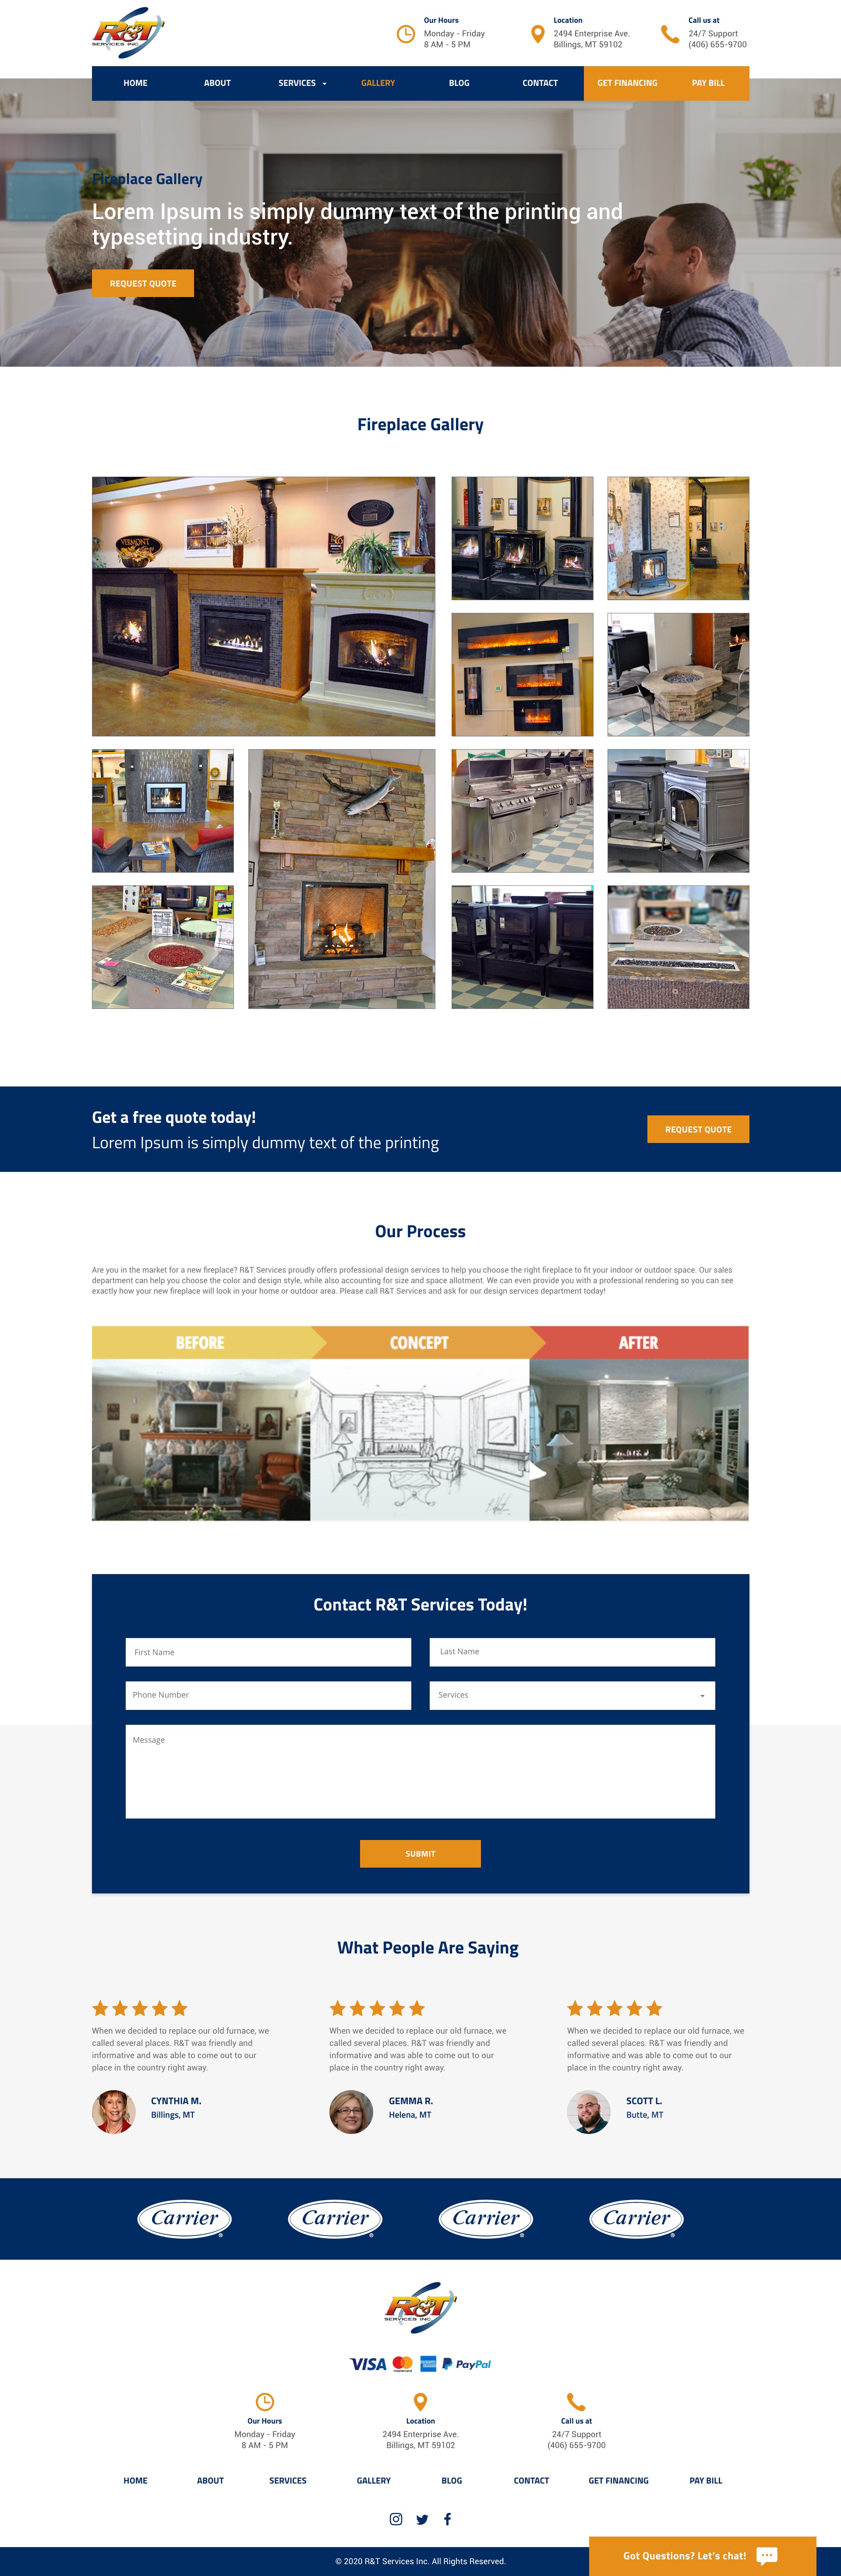 R&T
SERVICES INC.
Our Hours
Monday - Friday
8 AM - 5 PM
Location
2494 Enterprise Ave.
Billings, MT 59102
Call us at
24/7 Support
(406) 655-9700
HOME ABOUT SERVICES GALLERY BLOG CONTACT GET FINANCING PAY BILL
Fireplace Gallery
Lorem Ipsum is simply dummy text of the printing and
typesetting industry.
REQUEST QUOTE
Fireplace Gallery
VERMONT
Get a free quote today!
Lorem Ipsum is simply dummy text of the printing
REQUEST QUOTE
Our Process
Are you in the market for a new fireplace? R&T Services proudly offers professional design services to help you choose the right fireplace to fit your indoor or outdoor space. Our sales
department can help you choose the color and design style, while also accounting for size and space allotment. We can even provide you with a professional rendering so you can see
exactly how your new fireplace will look in your home or outdoor area. Please call R&T Services and ask for our design services department today!
BEFORE CONCEPT AFTER
Contact R&T Services Today!
First Name
Last Name
Phone Number
Services
Message
SUBMIT
What People Are Saying
When we decided to replace our old furnace, we
called several places. R&T was friendly and
informative and was able to come out to our
place in the country right away.
CYNTHIA M.
Billings, MT
When we decided to replace our old furnace, we
called several places. R&T was friendly and
informative and was able to come out to our
place in the country right away.
GEMMA R.
Helena, MT
When we decided to replace our old furnace, we
called several places. R&T was friendly and
informative and was able to come out to our
place in the country right away.
SCOTT L.
Butte, MT
Carrier ® Carrier ® Carrier ® Carrier ®
R&T
SERVICES INC.
VISA mastercard PayPal
Our Hours
Monday - Friday
8 AM - 5 PM
Location
2494 Enterprise Ave.
Billings, MT 59102
Call us at
24/7 Support
(406) 655-9700
HOME ABOUT SERVICES GALLERY BLOG CONTACT GET FINANCING PAY BILL
© 2020 R&T Services Inc. All Rights Reserved.
Got Questions? Let's chat!